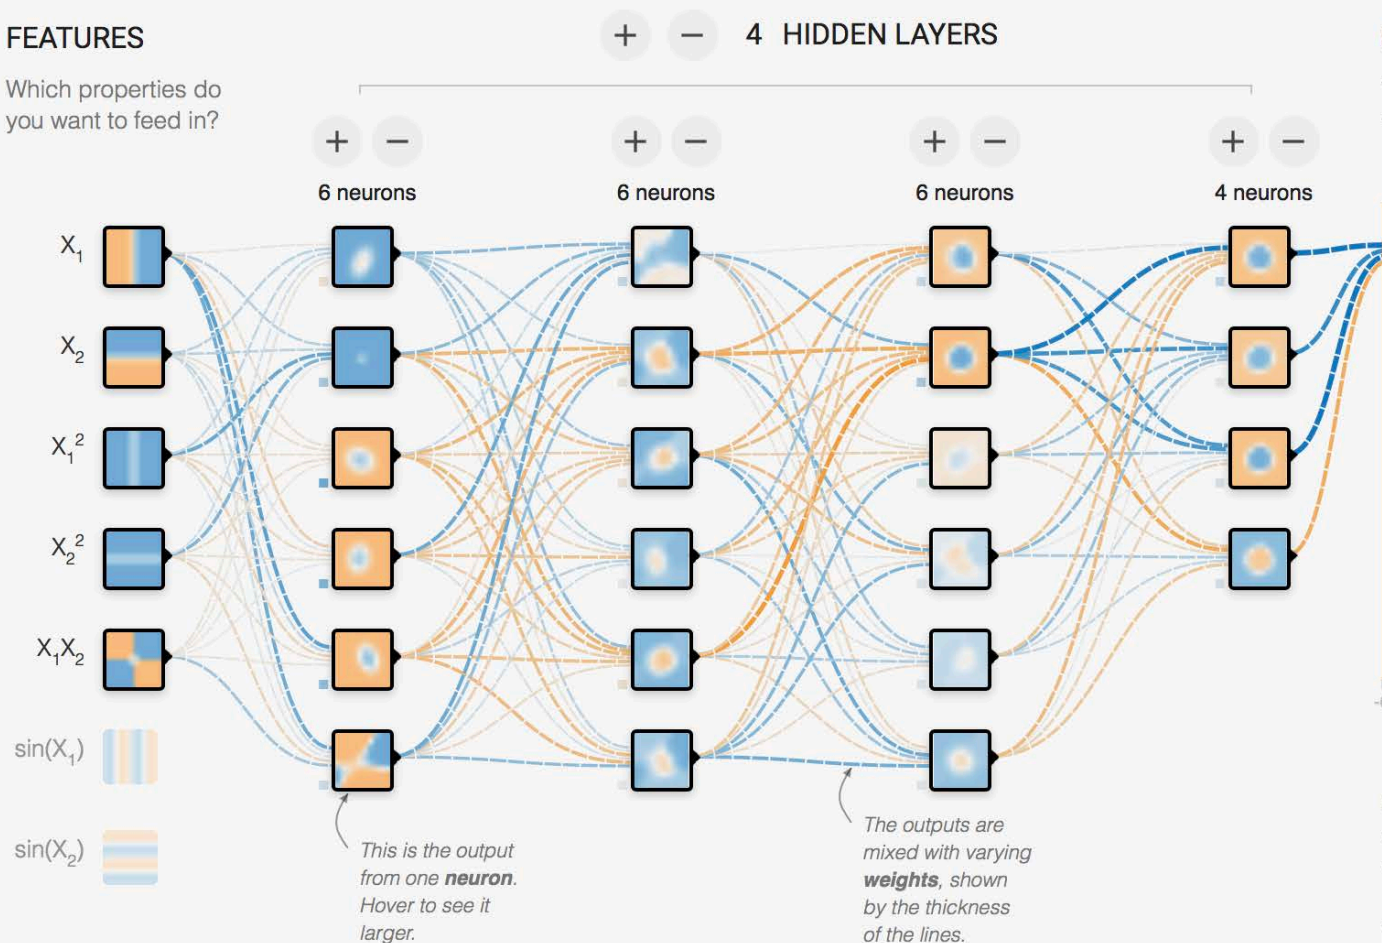 FEATURES
Which properties do
you want to feed in?
+ − 4 HIDDEN LAYERS
+ − + − + − + −
6 neurons 6 neurons 6 neurons 4 neurons
X₁
X₂
X₁²
X₂²
X₁X₂
sin(X₁)
sin(X₂)
This is the output
from one neuron.
Hover to see it
larger.
The outputs are
mixed with varying
weights, shown
by the thickness
of the lines.